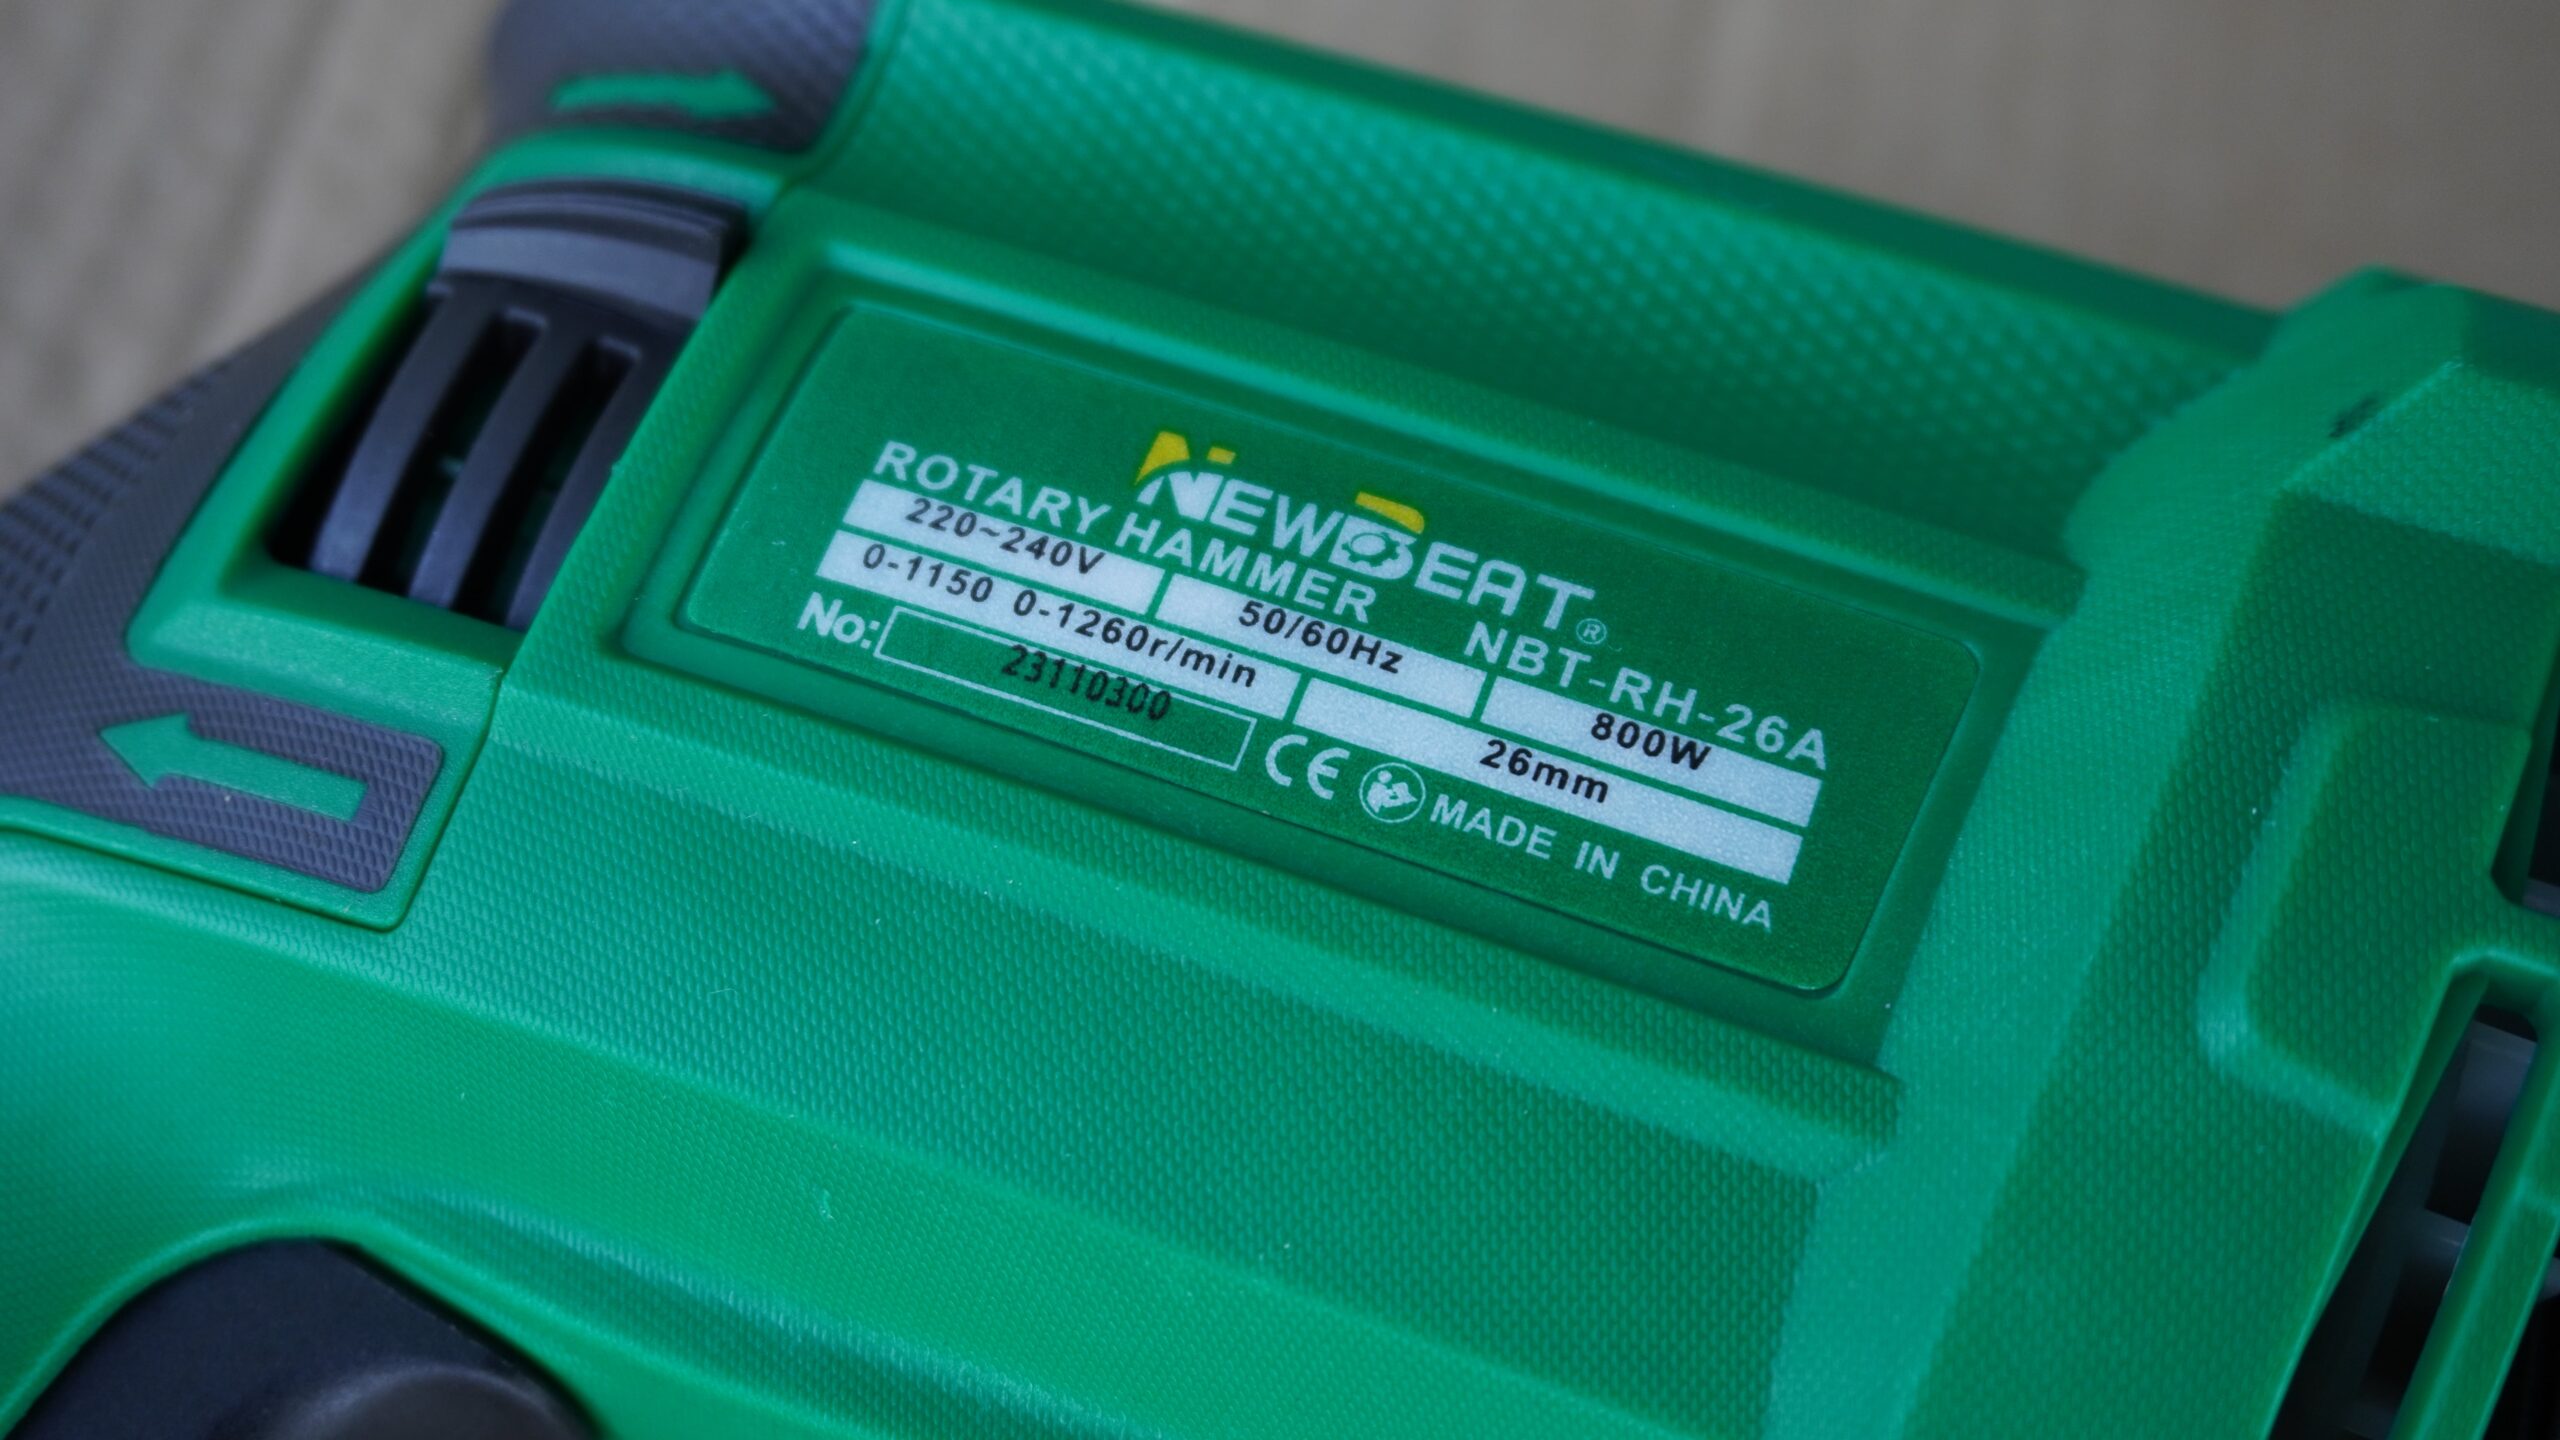 NEWBEAT®
ROTARY HAMMER NBT-RH-26A
220~240V 50/60Hz 800W
0-1150 0-1260r/min 26mm
No: 23110300 CE MADE IN CHINA